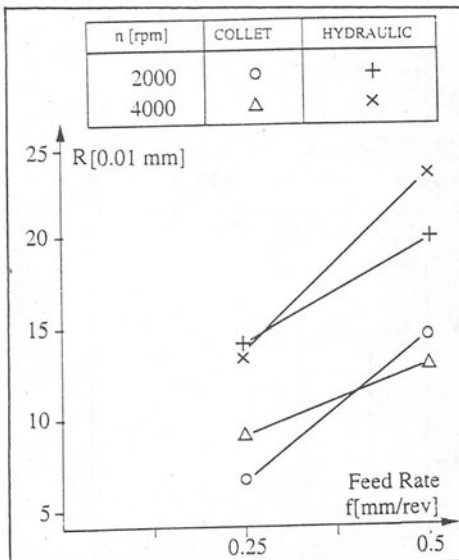 n [rpm] COLLET HYDRAULIC
2000 ○ +
4000 △ ×
R[0.01 mm]
25
20
15
10
5
Feed Rate
f[mm/rev]
0.25 0.5